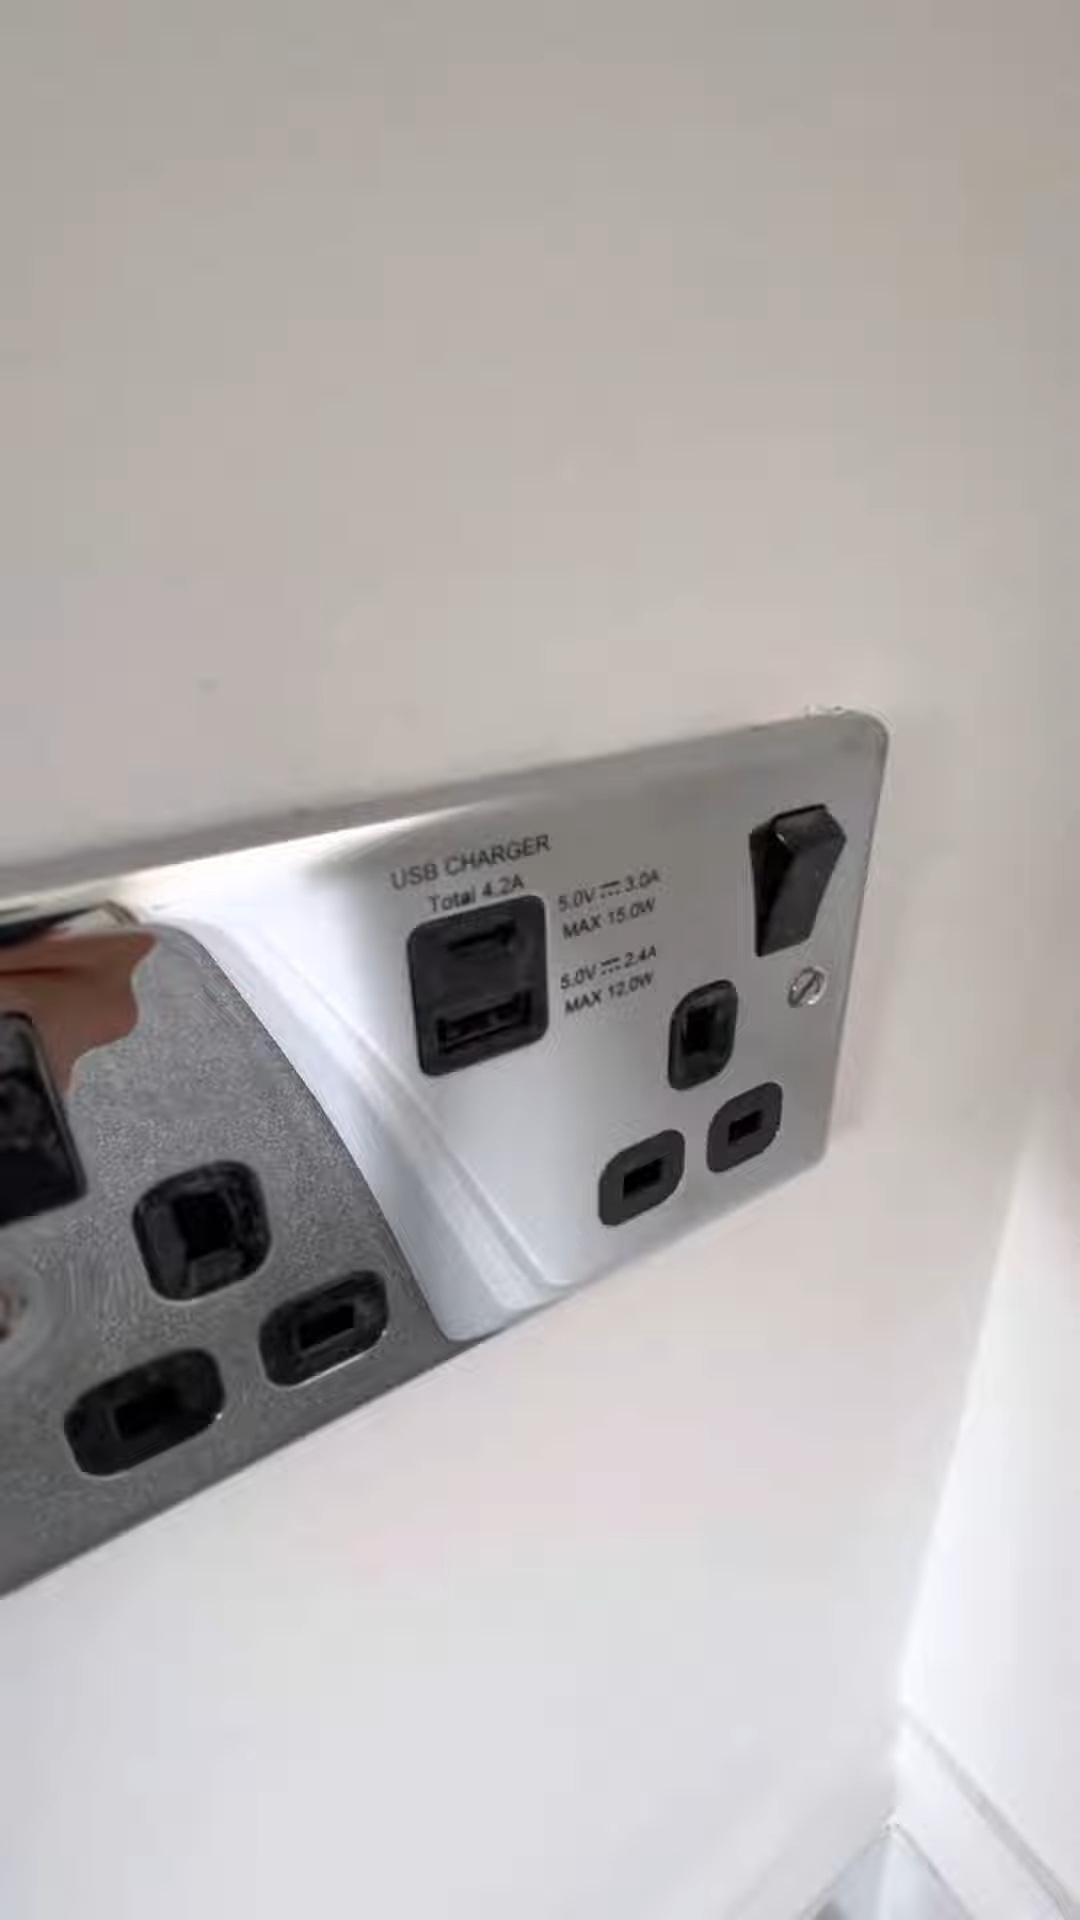 USB CHARGER
Total 4.2A
5.0V ⎓ 3.0A
MAX 15.0W
5.0V ⎓ 2.4A
MAX 12.0W